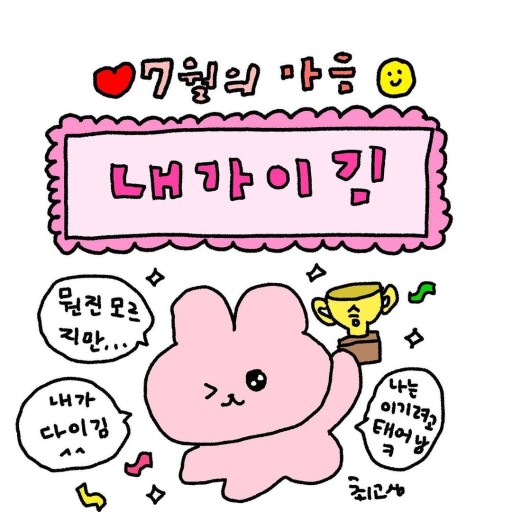 7월의 마음
내가이김
뭔진 모르
지만...
승
내가
다이김
^^
나는
이기려고
태어남
ㅋ
최고심